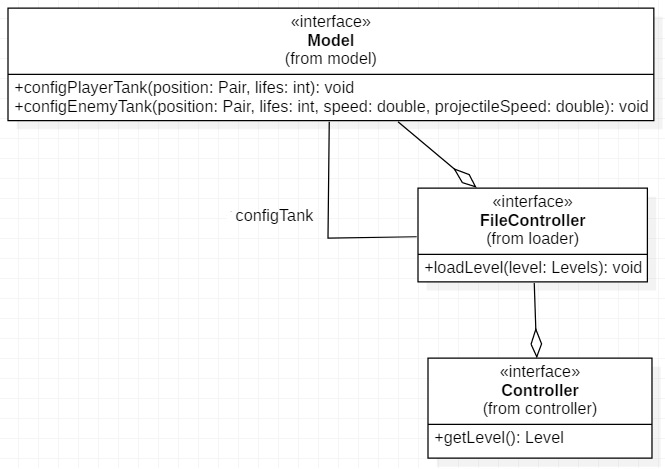 «interface»
Model
(from model)
+configPlayerTank(position: Pair, lifes: int): void
+configEnemyTank(position: Pair, lifes: int, speed: double, projectileSpeed: double): void
configTank
«interface»
FileController
(from loader)
+loadLevel(level: Levels): void
«interface»
Controller
(from controller)
+getLevel(): Level